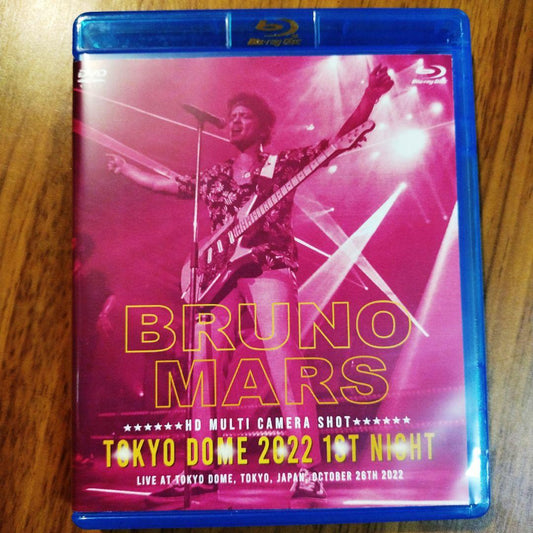 Blu-ray Disc
DVD
Blu-ray Disc
BRUNO
MARS
★★★★★★HD MULTI CAMERA SHOT★★★★★★
TOKYO DOME 2022 1ST NIGHT
LIVE AT TOKYO DOME, TOKYO, JAPAN, OCTOBER 26TH 2022